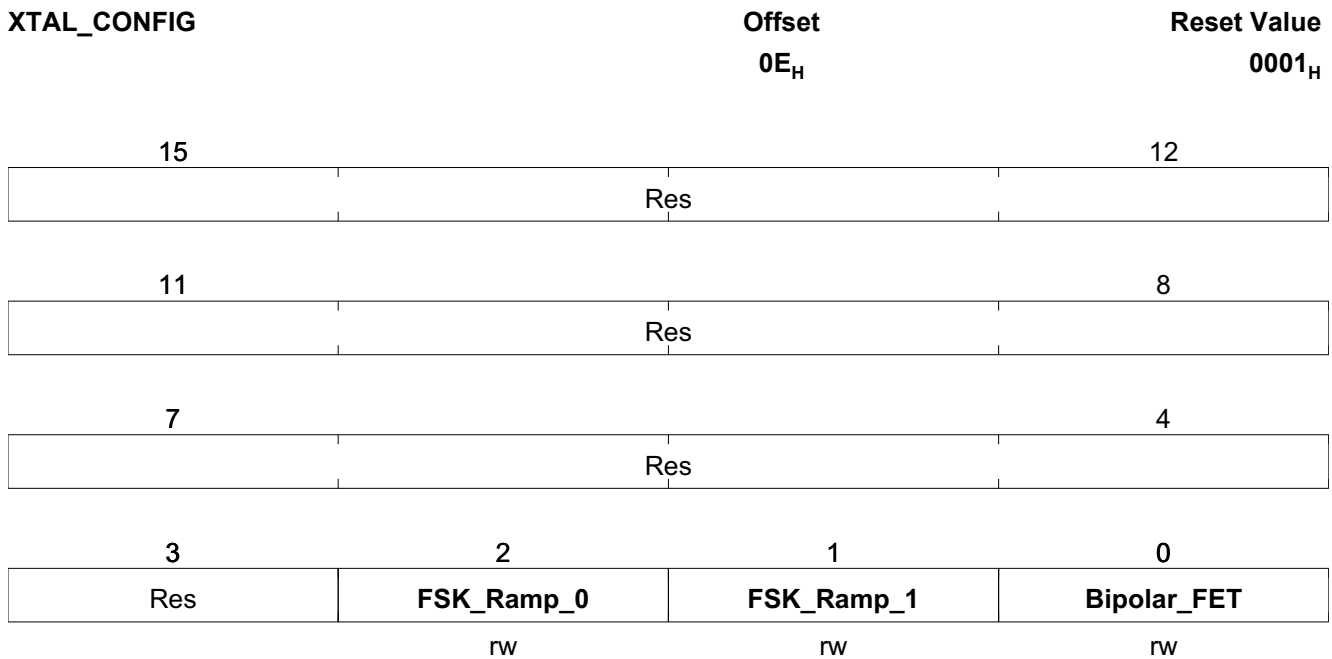 XTAL_CONFIG Offset Reset Value
0E_H 0001_H
15 12
Res
11 8
Res
7 4
Res
3 2 1 0
Res FSK_Ramp_0 FSK_Ramp_1 Bipolar_FET
rw rw rw